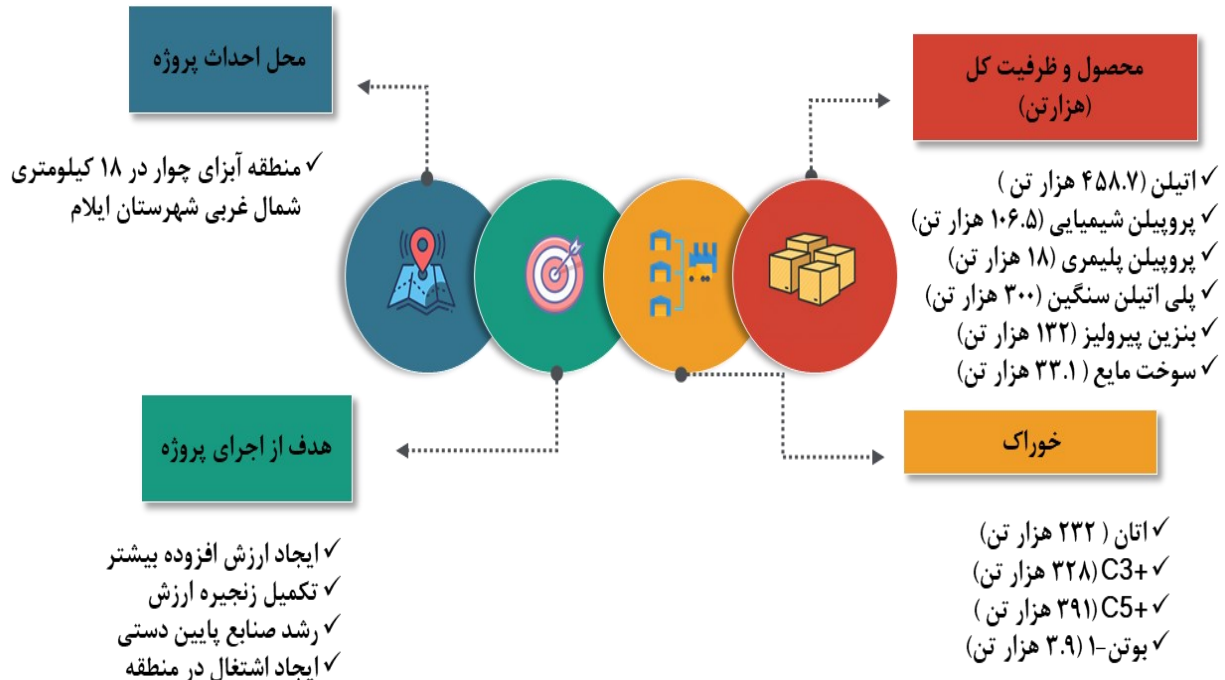 محصول و ظرفیت کل
(هزارتن)
✓ اتیلن (۴۵۸.۷ هزار تن )
✓ پروپیلن شیمیایی (۱۰۶.۵ هزار تن)
✓ پروپیلن پلیمری (۱۸ هزار تن)
✓ پلی اتیلن سنگین (۳۰۰ هزار تن)
✓ بنزین پیرولیز (۱۳۲ هزار تن)
✓ سوخت مایع ( ۳۳.۱ هزار تن)
محل احداث پروژه
✓ منطقه آبزای چوار در ۱۸ کیلومتری
شمال غربی شهرستان ایلام
خوراک
✓ اتان ( ۲۳۲ هزار تن)
✓ C3+ (۳۲۸ هزار تن)
✓ C5+ (۳۹۱ هزار تن )
✓ بوتن-۱ (۳.۹ هزار تن)
هدف از اجرای پروژه
✓ ایجاد ارزش افزوده بیشتر
✓ تکمیل زنجیره ارزش
✓ رشد صنایع پایین دستی
✓ ایجاد اشتغال در منطقه